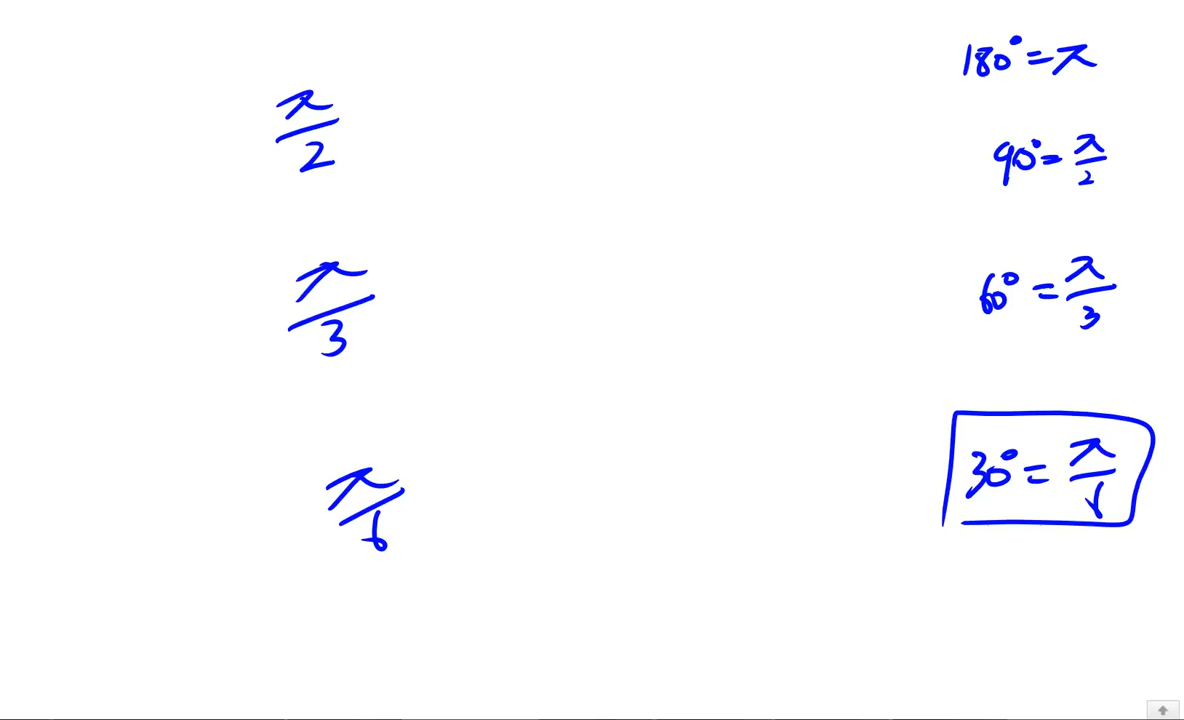 180° = π
π/2
90° = π/2
π/3
60° = π/3
30° = π/6
π/6